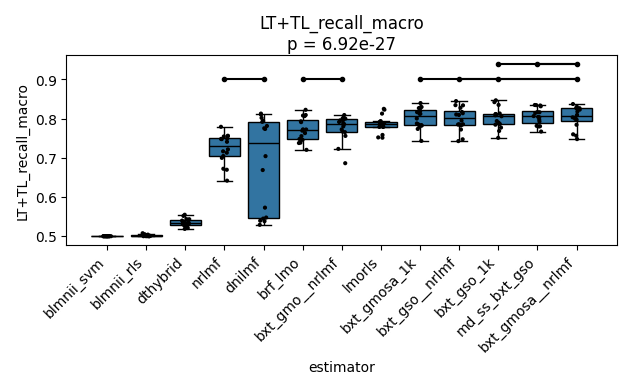 LT+TL_recall_macro
p = 6.92e-27
LT+TL_recall_macro
0.9
0.8
0.7
0.6
0.5
blmnii_svm
blmnii_rls
dthybrid
nrlmf
dnilmf
brf_lmo
bxt_gmo__nrlmf
lmorls
bxt_gmosa_1k
bxt_gso__nrlmf
bxt_gso_1k
md_ss_bxt_gso
bxt_gmosa__nrlmf
estimator